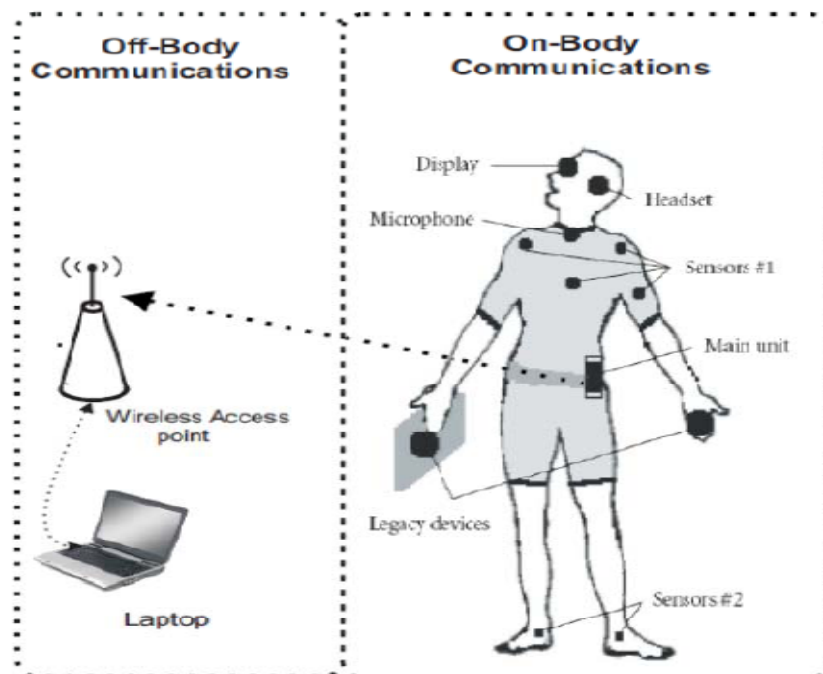 Off-Body
Communications
On-Body
Communications
Display
Headset
Microphone
Sensors #1
Main unit
Wireless Access
point
Legacy devices
Laptop
Sensors #2